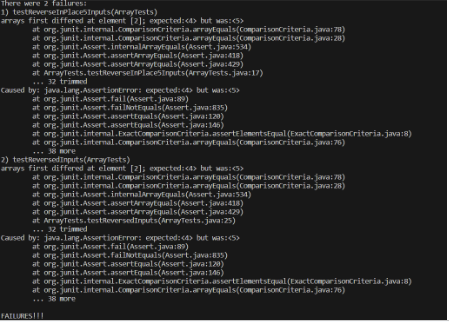 There were 2 failures:
1) testReverseInPlace5Inputs(ArrayTests)
arrays first differed at element [2]; expected:<4> but was:<5>
at org.junit.internal.ComparisonCriteria.arrayEquals(ComparisonCriteria.java:78)
at org.junit.internal.ComparisonCriteria.arrayEquals(ComparisonCriteria.java:28)
at org.junit.Assert.internalArrayEquals(Assert.java:534)
at org.junit.Assert.assertArrayEquals(Assert.java:418)
at org.junit.Assert.assertArrayEquals(Assert.java:429)
at ArrayTests.testReverseInPlace5Inputs(ArrayTests.java:17)
... 32 trimmed
Caused by: java.lang.AssertionError: expected:<4> but was:<5>
at org.junit.Assert.fail(Assert.java:89)
at org.junit.Assert.failNotEquals(Assert.java:835)
at org.junit.Assert.assertEquals(Assert.java:120)
at org.junit.Assert.assertEquals(Assert.java:146)
at org.junit.internal.ExactComparisonCriteria.assertElementsEqual(ExactComparisonCriteria.java:8)
at org.junit.internal.ComparisonCriteria.arrayEquals(ComparisonCriteria.java:76)
... 38 more
2) testReversedInputs(ArrayTests)
arrays first differed at element [2]; expected:<4> but was:<5>
at org.junit.internal.ComparisonCriteria.arrayEquals(ComparisonCriteria.java:78)
at org.junit.internal.ComparisonCriteria.arrayEquals(ComparisonCriteria.java:28)
at org.junit.Assert.internalArrayEquals(Assert.java:534)
at org.junit.Assert.assertArrayEquals(Assert.java:418)
at org.junit.Assert.assertArrayEquals(Assert.java:429)
at ArrayTests.testReversedInputs(ArrayTests.java:25)
... 32 trimmed
Caused by: java.lang.AssertionError: expected:<4> but was:<5>
at org.junit.Assert.fail(Assert.java:89)
at org.junit.Assert.failNotEquals(Assert.java:835)
at org.junit.Assert.assertEquals(Assert.java:120)
at org.junit.Assert.assertEquals(Assert.java:146)
at org.junit.internal.ExactComparisonCriteria.assertElementsEqual(ExactComparisonCriteria.java:8)
at org.junit.internal.ComparisonCriteria.arrayEquals(ComparisonCriteria.java:76)
... 38 more
FAILURES!!!